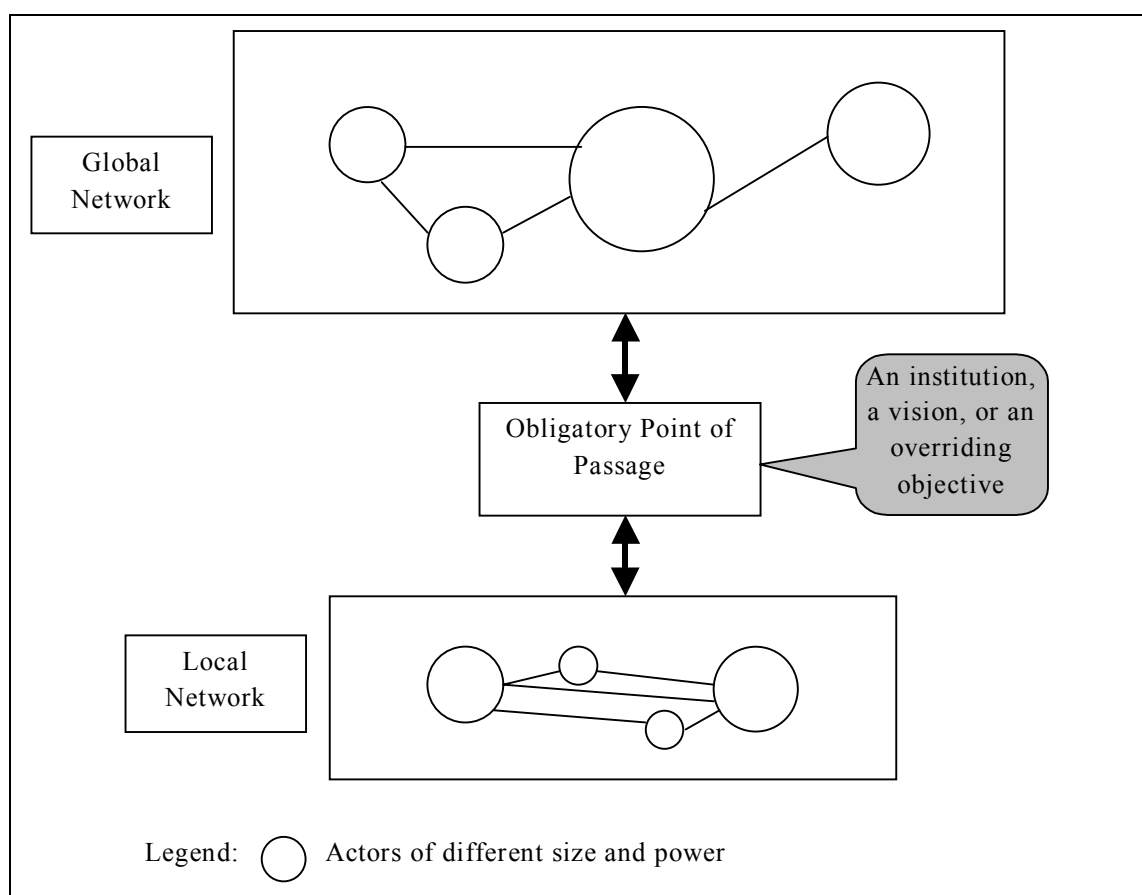 Global
Network
Obligatory Point of
Passage
An institution,
a vision, or an
overriding
objective
Local
Network
Legend: Actors of different size and power